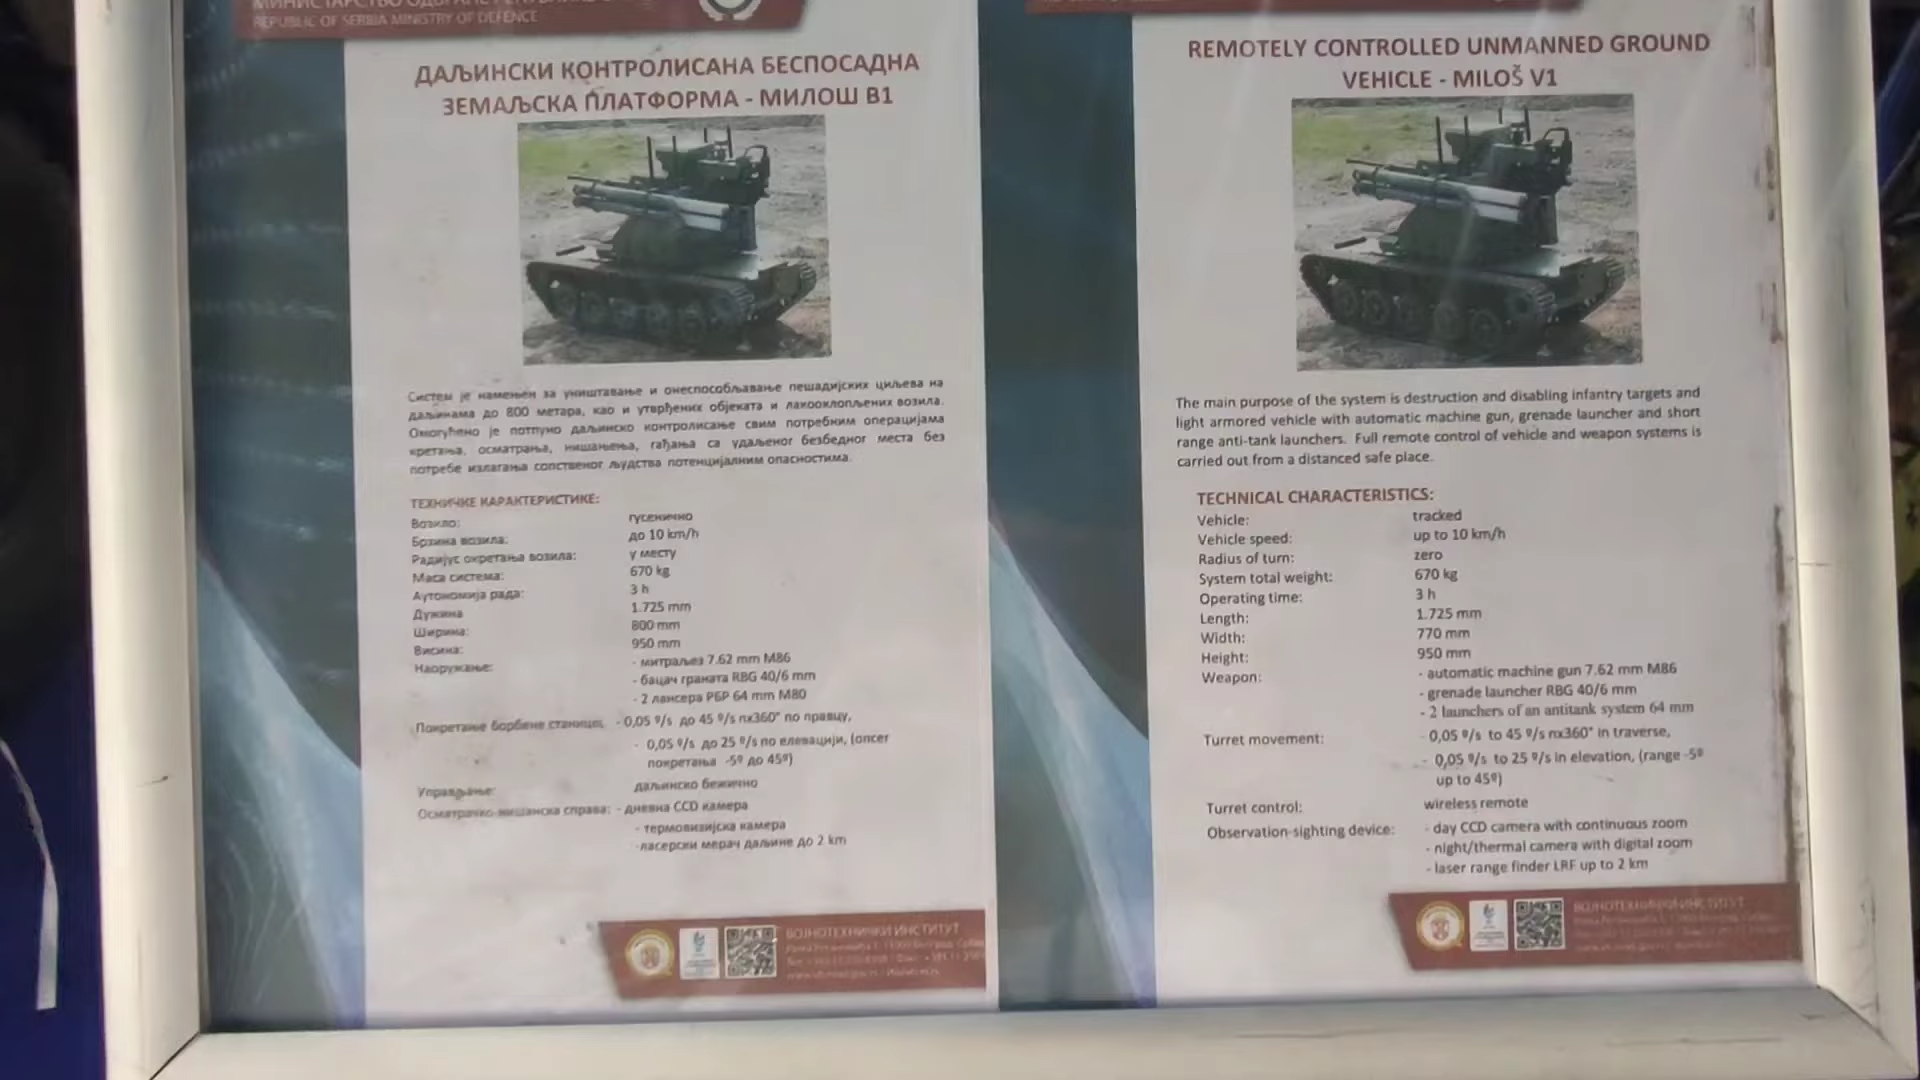 МИНИСТАРСТВО ОДБРАНЕ
REPUBLIC OF SERBIA MINISTRY OF DEFENCE
ДАЉИНСКИ КОНТРОЛИСАНА БЕСПОСАДНА
ЗЕМАЉСКА ПЛАТФОРМА - МИЛОШ В1
Систем је намењен за уништавање и онеспособљавање пешадијских циљева на
даљинама до 800 метара, као и утврђених објеката и лакооклопљених возила.
Омогућено је потпуно даљинско контролисање свим потребним операцијама
кретања, осматрања, нишањења, гађања са удаљеног безбедног места без
потребе излагања сопственог људства потенцијалним опасностима.
ТЕХНИЧКЕ КАРАКТЕРИСТИКЕ:
Возило: гусенично
Брзина возила: до 10 km/h
Радијус окретања возила: у месту
Маса система: 670 kg
Аутономија рада: 3 h
Дужина 1.725 mm
Ширина: 800 mm
Висина: 950 mm
Наоружање: - митраљез 7.62 mm М86
- бацач граната RBG 40/6 mm
- 2 лансера РБР 64 mm M80
Покретање борбене станице: - 0,05 º/s до 45 º/s nx360° по правцу,
- 0,05 º/s до 25 º/s по елевацији, (опсег
покретања -5º до 45º)
Управљање: даљинско бежично
Осматрачко-нишанска справа: - дневна CCD камера
- термовизијска камера
-ласерски мерач даљине до 2 km
ВОЈНОТЕХНИЧКИ ИНСТИТУТ
REMOTELY CONTROLLED UNMANNED GROUND
VEHICLE - MILOŠ V1
The main purpose of the system is destruction and disabling infantry targets and
light armored vehicle with automatic machine gun, grenade launcher and short
range anti-tank launchers. Full remote control of vehicle and weapon systems is
carried out from a distanced safe place.
TECHNICAL CHARACTERISTICS:
Vehicle: tracked
Vehicle speed: up to 10 km/h
Radius of turn: zero
System total weight: 670 kg
Operating time: 3 h
Length: 1.725 mm
Width: 770 mm
Height: 950 mm
Weapon: - automatic machine gun 7.62 mm M86
- grenade launcher RBG 40/6 mm
- 2 launchers of an antitank system 64 mm
Turret movement: - 0,05 º/s to 45 º/s nx360° in traverse,
- 0,05 º/s to 25 º/s in elevation, (range -5º
up to 45º)
Turret control: wireless remote
Observation-sighting device: - day CCD camera with continuous zoom
- night/thermal camera with digital zoom
- laser range finder LRF up to 2 km
ВОЈНОТЕХНИЧКИ ИНСТИТУТ